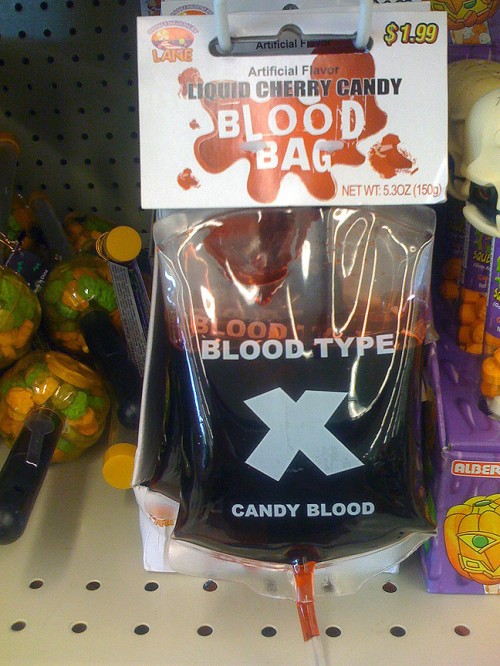 LANE
$1.99
Artificial
Artificial Flavor
LIQUID CHERRY CANDY
BLOOD
BAG
NET WT: 5.3OZ (150g)
BLOOD
BLOOD TYPE
X
CANDY BLOOD
ALBER